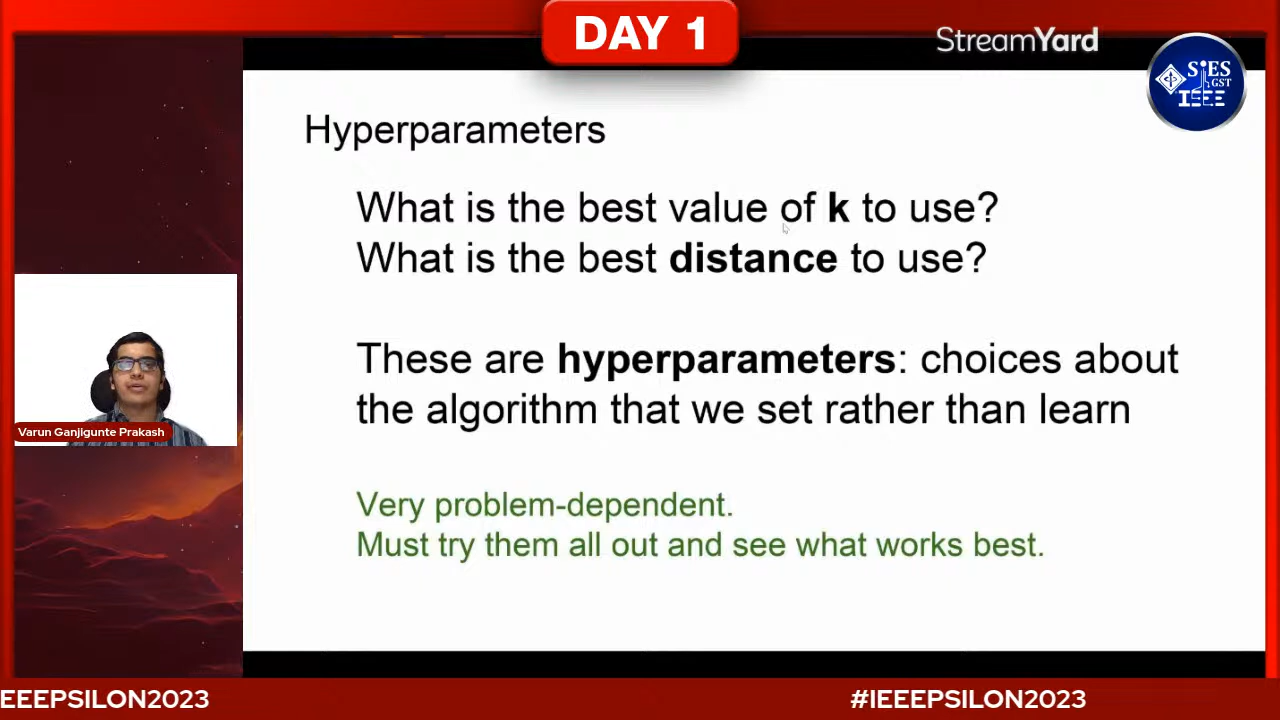 DAY 1
StreamYard
SIES
GST
IEEE
Hyperparameters
What is the best value of k to use?
What is the best distance to use?
These are hyperparameters: choices about
the algorithm that we set rather than learn
Very problem-dependent.
Must try them all out and see what works best.
Varun Ganjigunte Prakash
EEEPSILON2023
#IEEEPSILON2023